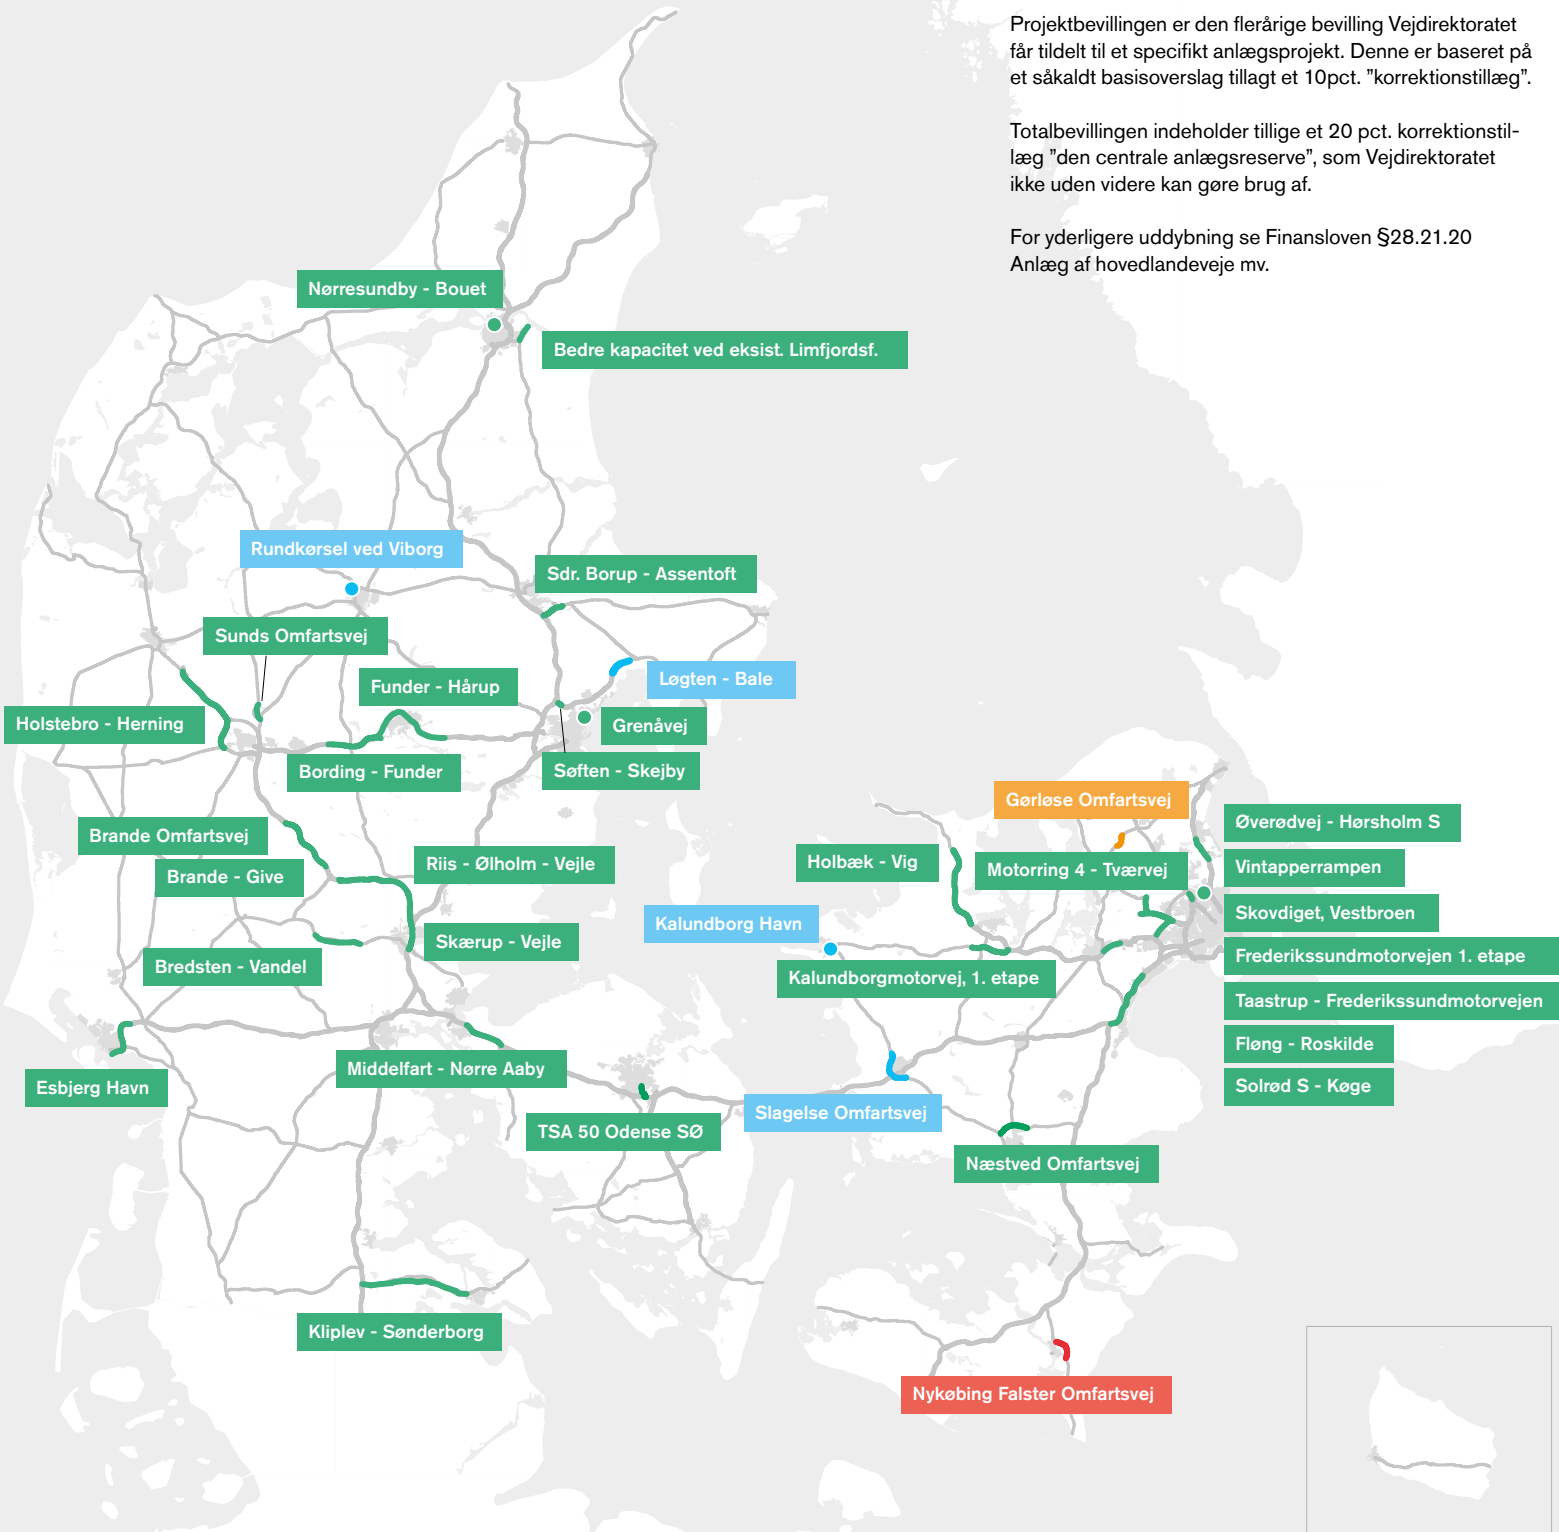 Projektbevillingen er den flerårige bevilling Vejdirektoratet
får tildelt til et specifikt anlægsprojekt. Denne er baseret på
et såkaldt basisoverslag tillagt et 10pct. ”korrektionstillæg”.
Totalbevillingen indeholder tillige et 20 pct. korrektionstil-
læg ”den centrale anlægsreserve”, som Vejdirektoratet
ikke uden videre kan gøre brug af.
For yderligere uddybning se Finansloven §28.21.20
Anlæg af hovedlandeveje mv.
Nørresundby - Bouet
Bedre kapacitet ved eksist. Limfjordsf.
Rundkørsel ved Viborg
Sdr. Borup - Assentoft
Sunds Omfartsvej
Løgten - Bale
Funder - Hårup
Holstebro - Herning
Grenåvej
Bording - Funder
Søften - Skejby
Gørløse Omfartsvej
Øverødvej - Hørsholm S
Brande Omfartsvej
Riis - Ølholm - Vejle
Holbæk - Vig
Motorring 4 - Tværvej
Vintapperrampen
Brande - Give
Skovdiget, Vestbroen
Kalundborg Havn
Skærup - Vejle
Frederikssundmotorvejen 1. etape
Bredsten - Vandel
Kalundborgmotorvej, 1. etape
Taastrup - Frederikssundmotorvejen
Fløng - Roskilde
Middelfart - Nørre Aaby
Esbjerg Havn
Solrød S - Køge
Slagelse Omfartsvej
TSA 50 Odense SØ
Næstved Omfartsvej
Kliplev - Sønderborg
Nykøbing Falster Omfartsvej